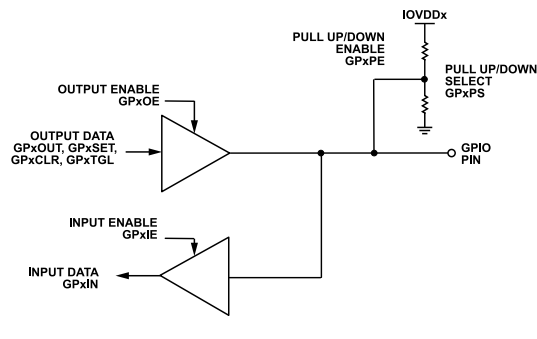 IOVDDx
PULL UP/DOWN
ENABLE
GPxPE
PULL UP/DOWN
SELECT
GPxPS
OUTPUT ENABLE
GPxOE
OUTPUT DATA
GPxOUT, GPxSET,
GPxCLR, GPxTGL
GPIO
PIN
INPUT ENABLE
GPxIE
INPUT DATA
GPxIN